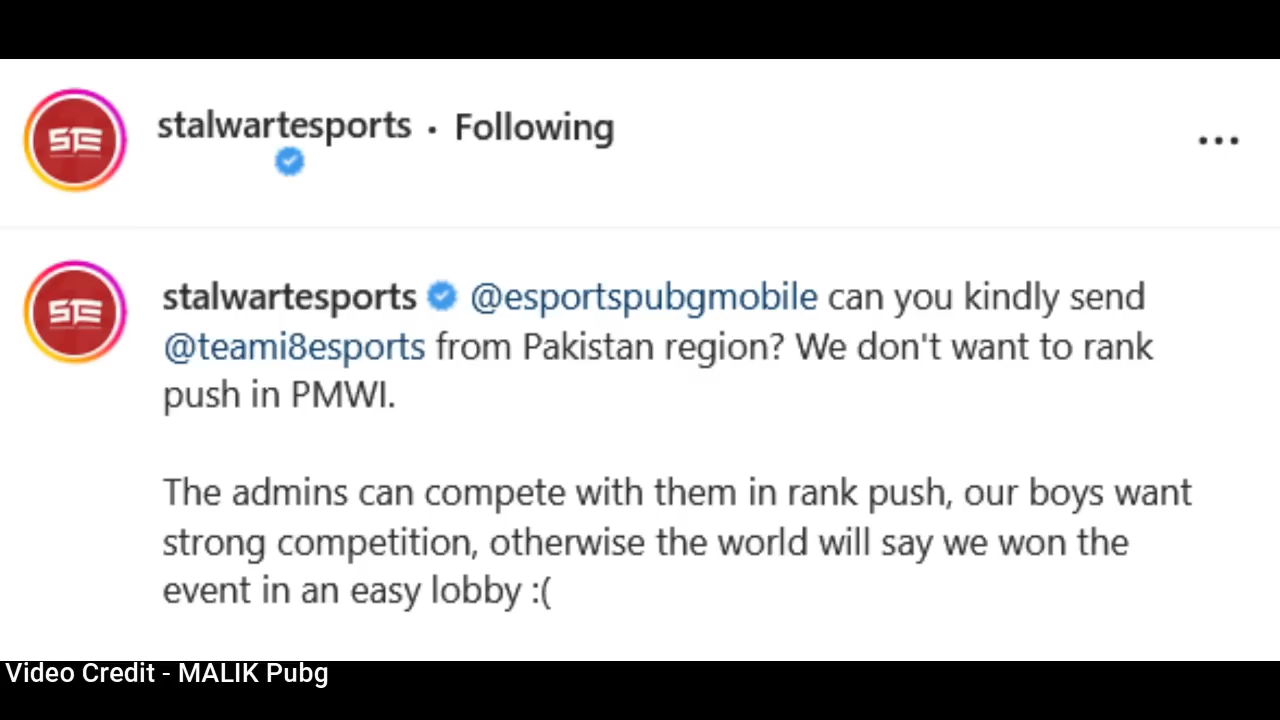 stalwartesports • Following
stalwartesports @esportspubgmobile can you kindly send
@teami8esports from Pakistan region? We don't want to rank
push in PMWI.
The admins can compete with them in rank push, our boys want
strong competition, otherwise the world will say we won the
event in an easy lobby :(
Video Credit - MALIK Pubg